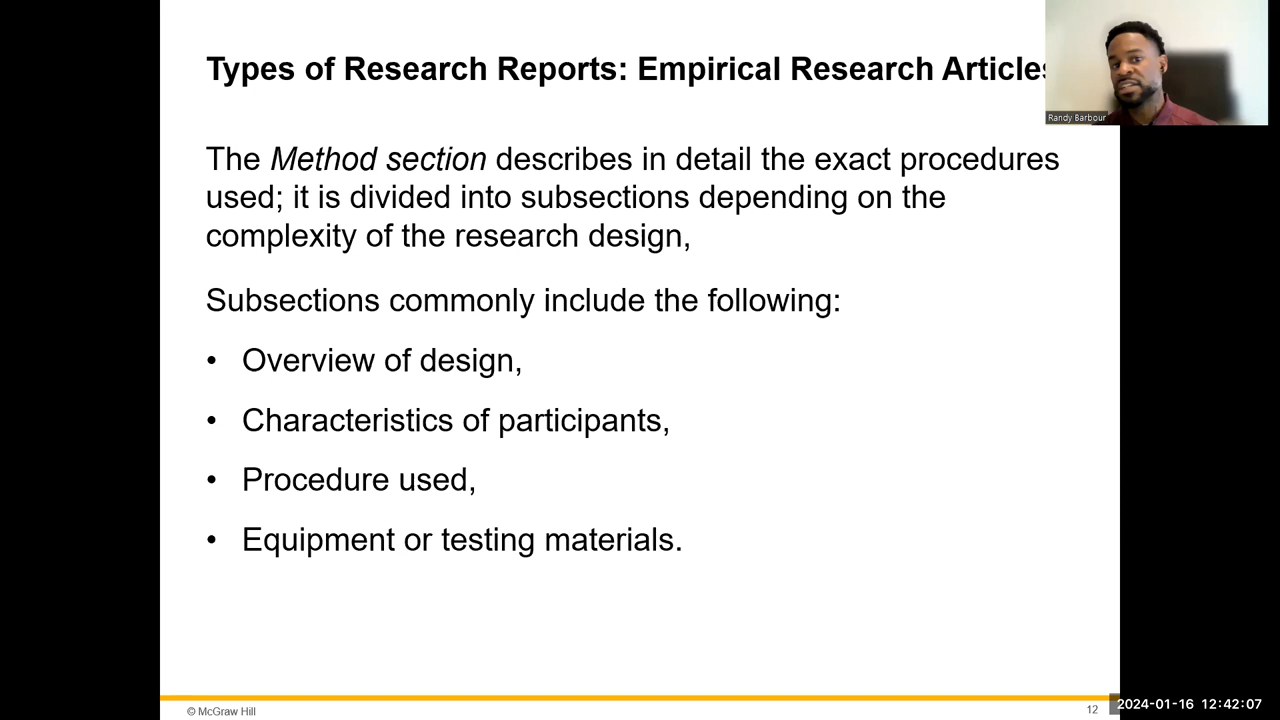 Types of Research Reports: Empirical Research Articles
Randy Barbour
The Method section describes in detail the exact procedures
used; it is divided into subsections depending on the
complexity of the research design,
Subsections commonly include the following:
• Overview of design,
• Characteristics of participants,
• Procedure used,
• Equipment or testing materials.
© McGraw Hill
12
2024-01-16 12:42:07